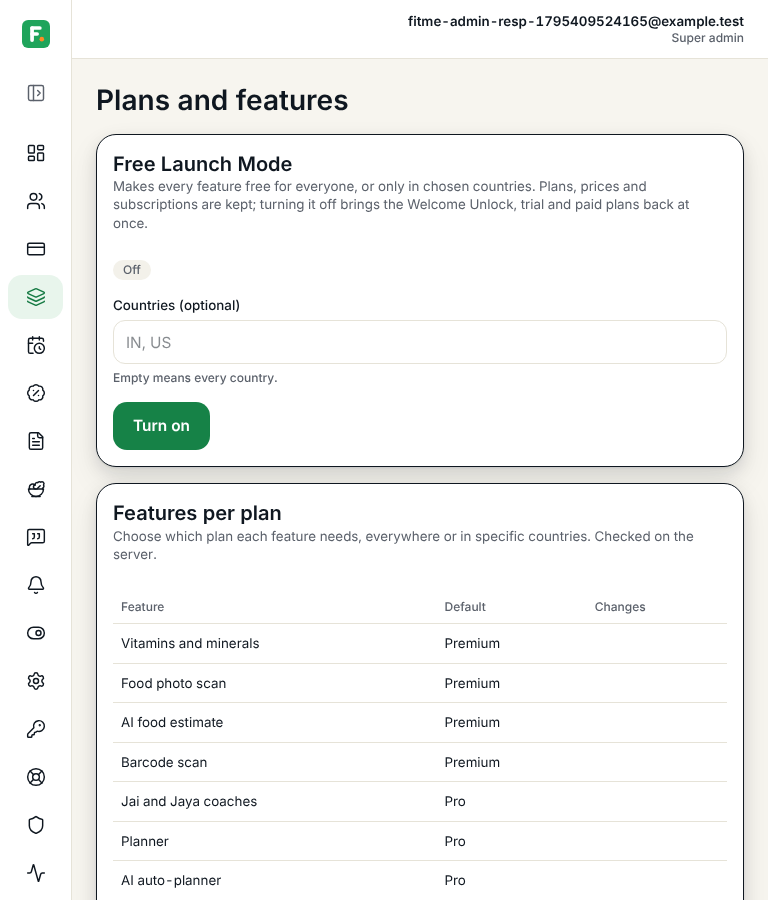 F.
fitme-admin-resp-1795409524165@example.test
Super admin
Plans and features
Free Launch Mode
Makes every feature free for everyone, or only in chosen countries. Plans, prices and
subscriptions are kept; turning it off brings the Welcome Unlock, trial and paid plans back at
once.
Off
Countries (optional)
IN, US
Empty means every country.
Turn on
Features per plan
Choose which plan each feature needs, everywhere or in specific countries. Checked on the
server.
Feature Default Changes
Vitamins and minerals Premium
Food photo scan Premium
AI food estimate Premium
Barcode scan Premium
Jai and Jaya coaches Pro
Planner Pro
AI auto-planner Pro